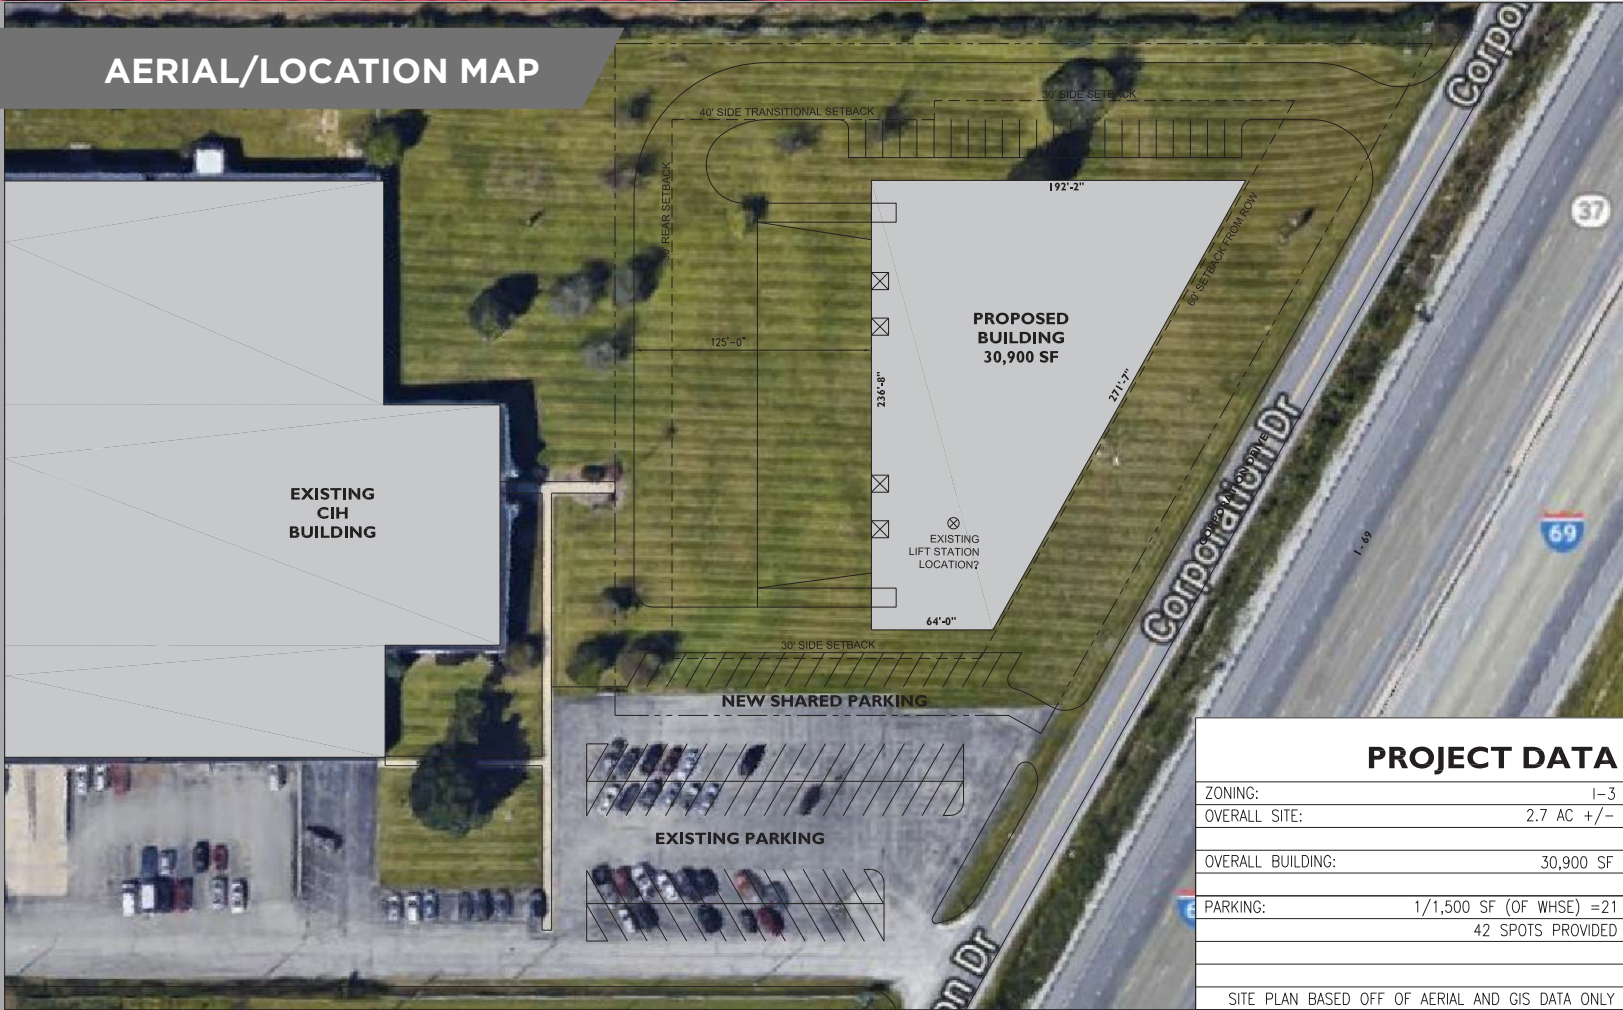 AERIAL/LOCATION MAP
Corpor
30' SIDE SETBACK
40' SIDE TRANSITIONAL SETBACK
192'-2"
37
REAR SETBACK
60' SETBACK FROM ROW
PROPOSED
BUILDING
30,900 SF
125'-0"
236'-8"
271'-7"
Corporation Dr
CORPORATION DRIVE
I-69
69
EXISTING
CIH
BUILDING
EXISTING
LIFT STATION
LOCATION?
64'-0"
30' SIDE SETBACK
NEW SHARED PARKING
EXISTING PARKING
on Dr
PROJECT DATA
ZONING: I-3
OVERALL SITE: 2.7 AC +/-
OVERALL BUILDING: 30,900 SF
PARKING: 1/1,500 SF (OF WHSE) =21
42 SPOTS PROVIDED
SITE PLAN BASED OFF OF AERIAL AND GIS DATA ONLY